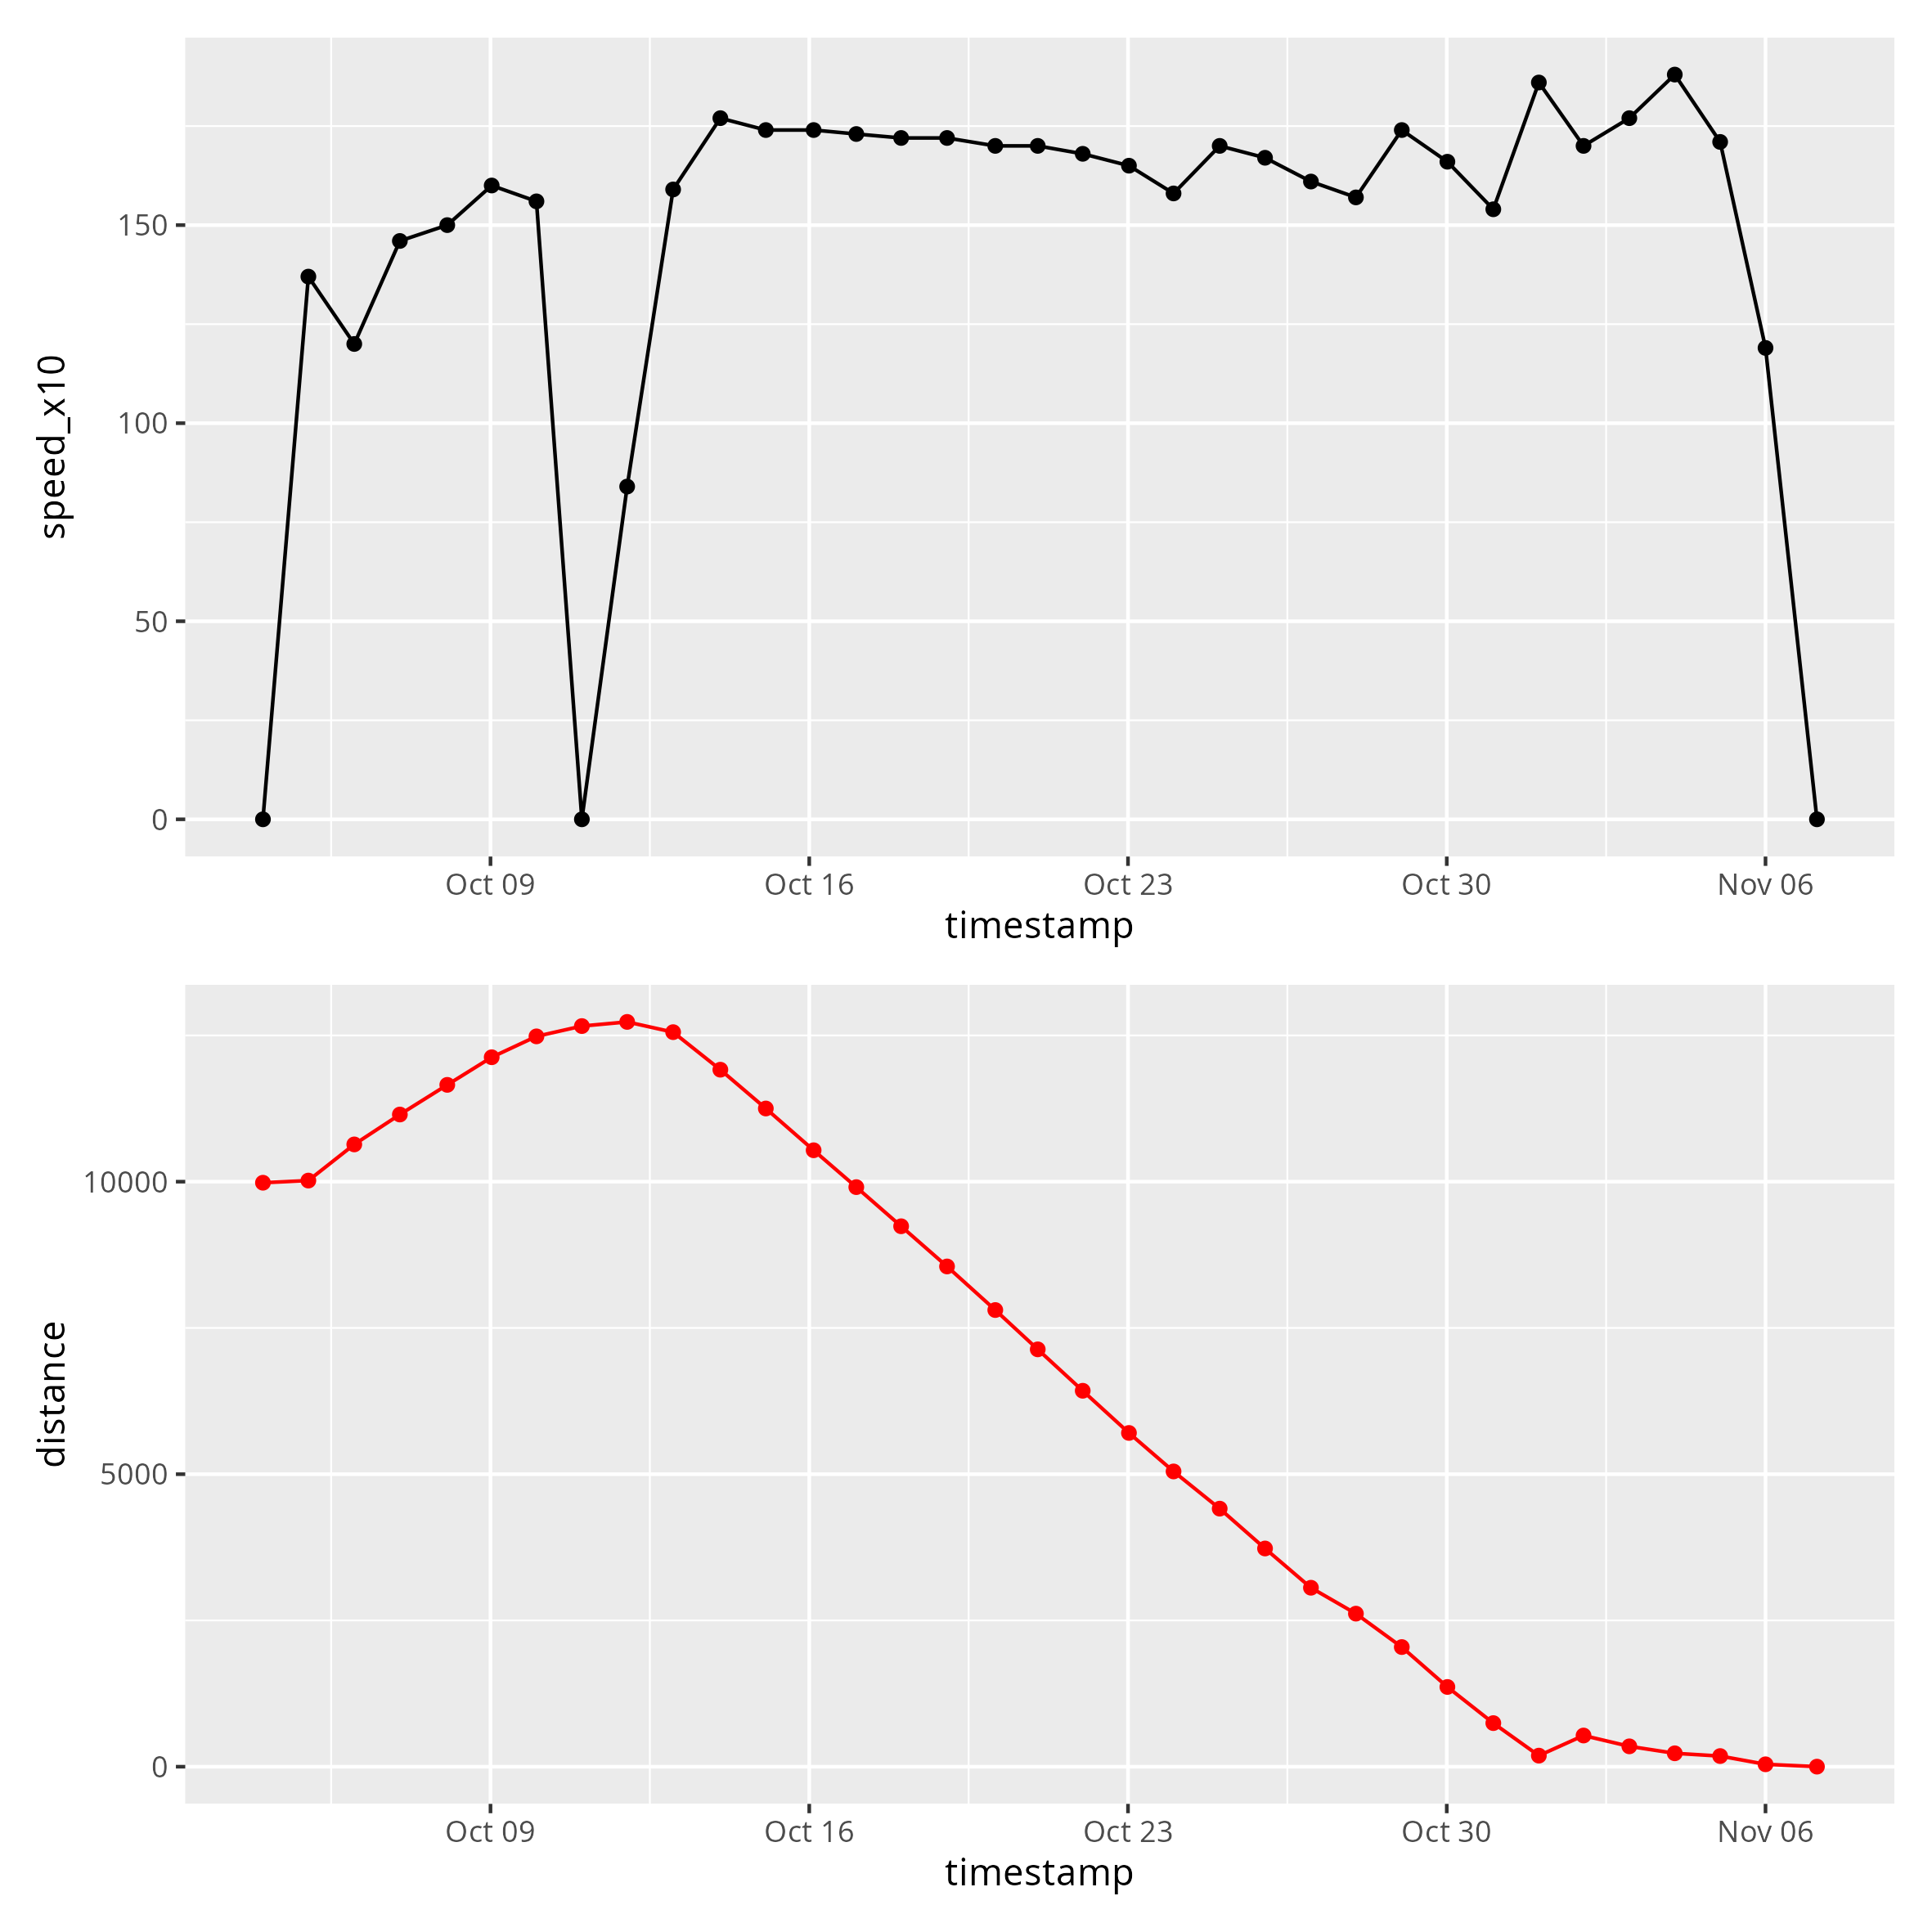 speed_x10
150
100
50
0
Oct 09
Oct 16
Oct 23
Oct 30
Nov 06
timestamp
distance
10000
5000
0
Oct 09
Oct 16
Oct 23
Oct 30
Nov 06
timestamp